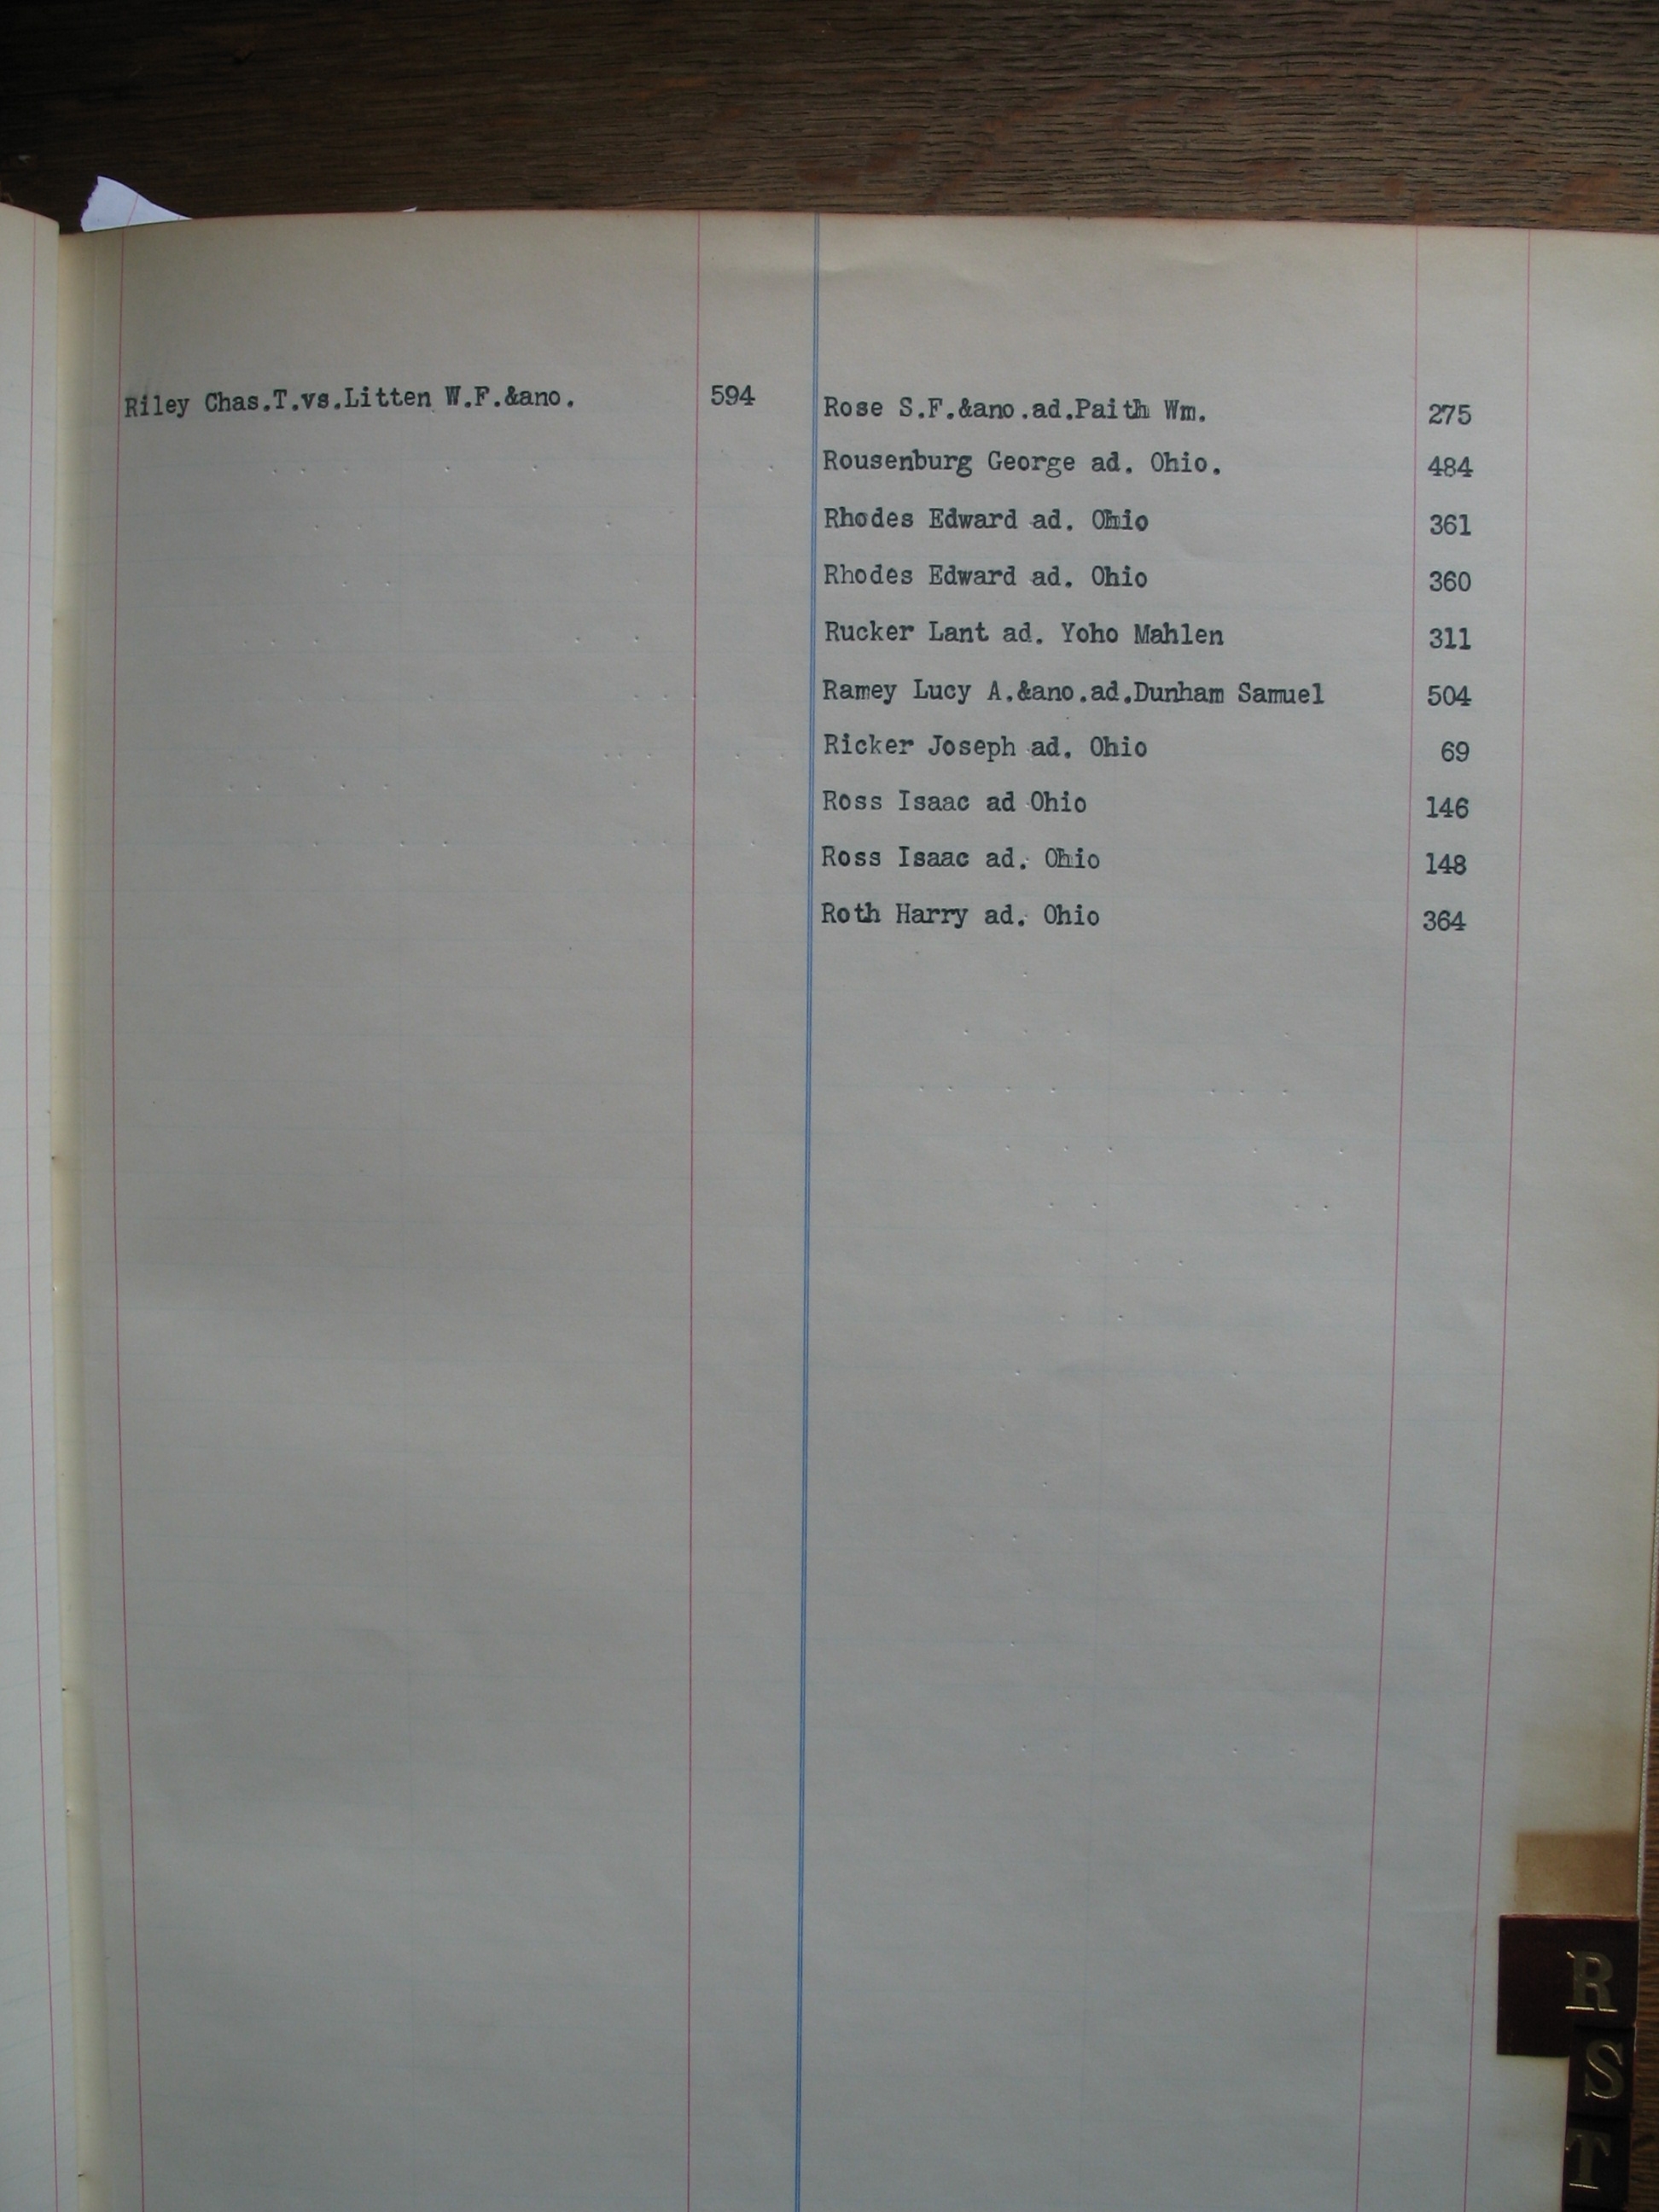 Riley Chas.T.vs.Litten W.F.&ano. 594
Rose S.F.&ano.ad.Paith Wm. 275
Rousenburg George ad. Ohio. 484
Rhodes Edward ad. Ohio 361
Rhodes Edward ad. Ohio 360
Rucker Lant ad. Yoho Mahlen 311
Ramey Lucy A.&ano.ad.Dunham Samuel 504
Ricker Joseph ad. Ohio 69
Ross Isaac ad Ohio 146
Ross Isaac ad. Ohio 148
Roth Harry ad. Ohio 364
R
S
T